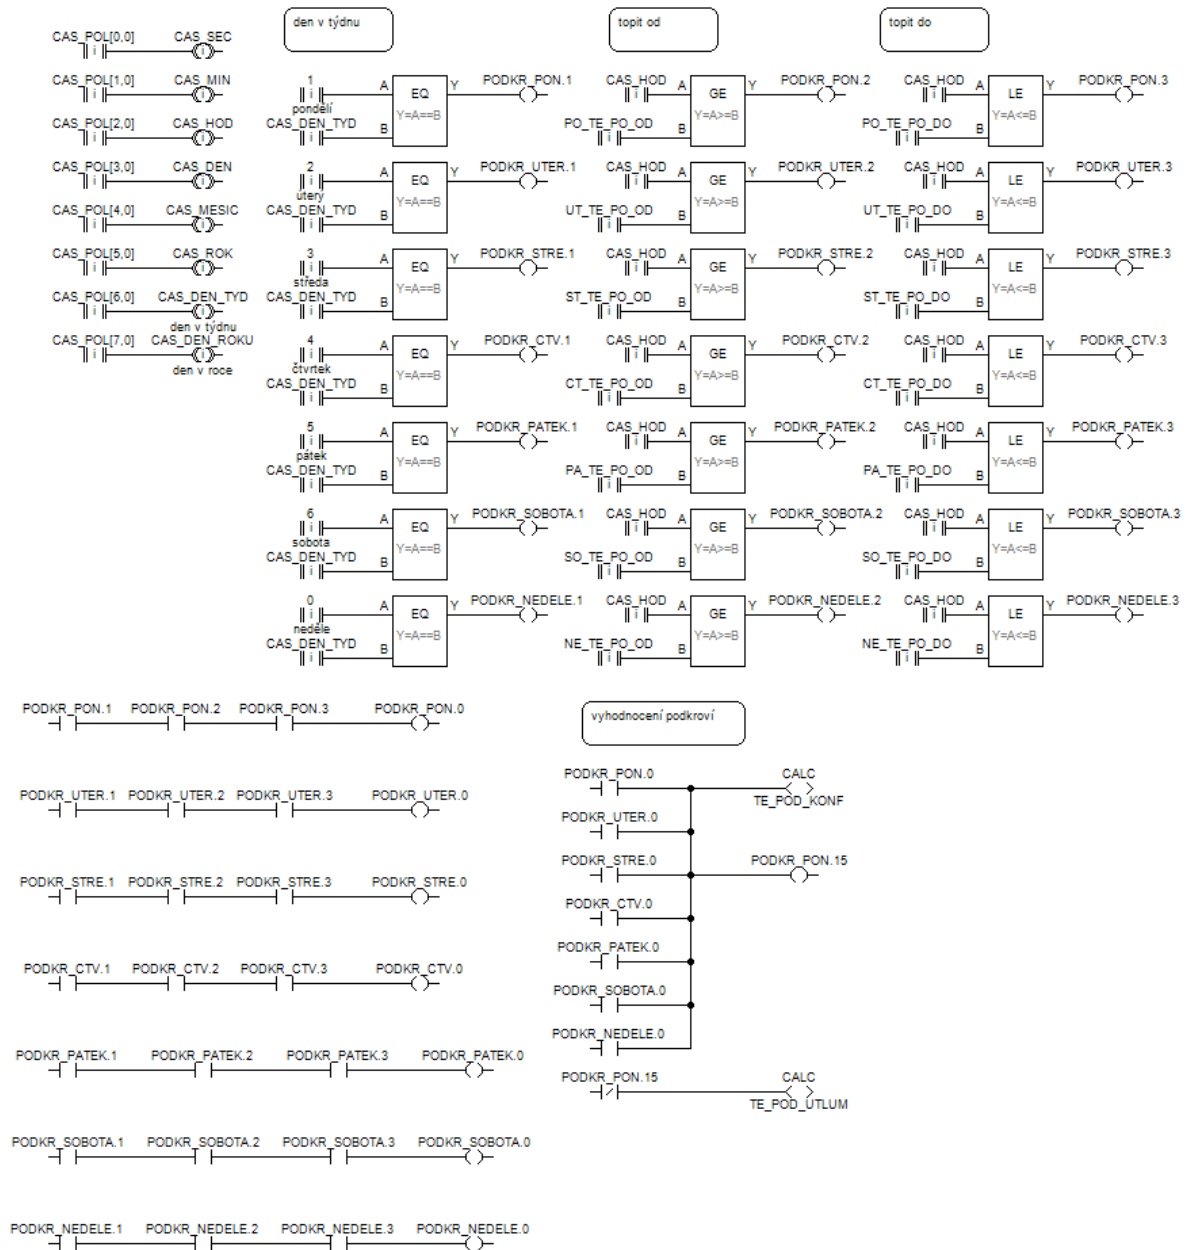 den v týdnu
topit od
topit do
CAS_POL[0,0] CAS_SEC
i i
CAS_POL[1,0] CAS_MIN
i i
CAS_POL[2,0] CAS_HOD
i i
CAS_POL[3,0] CAS_DEN
i i
CAS_POL[4,0] CAS_MESIC
i i
CAS_POL[5,0] CAS_ROK
i i
CAS_POL[6,0] CAS_DEN_TYD
i i
den v týdnu
CAS_POL[7,0] CAS_DEN_ROKU
i i
den v roce
1 A EQ Y PODKR_PON.1
i
pondělí Y=A==B
CAS_DEN_TYD B
i
CAS_HOD A GE Y PODKR_PON.2
i
Y=A>=B
PO_TE_PO_OD B
i
CAS_HOD A LE Y PODKR_PON.3
i
Y=A<=B
PO_TE_PO_DO B
i
2 A EQ Y PODKR_UTER.1
i
útery Y=A==B
CAS_DEN_TYD B
i
CAS_HOD A GE Y PODKR_UTER.2
i
Y=A>=B
UT_TE_PO_OD B
i
CAS_HOD A LE Y PODKR_UTER.3
i
Y=A<=B
UT_TE_PO_DO B
i
3 A EQ Y PODKR_STRE.1
i
středa Y=A==B
CAS_DEN_TYD B
i
CAS_HOD A GE Y PODKR_STRE.2
i
Y=A>=B
ST_TE_PO_OD B
i
CAS_HOD A LE Y PODKR_STRE.3
i
Y=A<=B
ST_TE_PO_DO B
i
4 A EQ Y PODKR_CTV.1
i
čtvrtek Y=A==B
CAS_DEN_TYD B
i
CAS_HOD A GE Y PODKR_CTV.2
i
Y=A>=B
CT_TE_PO_OD B
i
CAS_HOD A LE Y PODKR_CTV.3
i
Y=A<=B
CT_TE_PO_DO B
i
5 A EQ Y PODKR_PATEK.1
i
pátek Y=A==B
CAS_DEN_TYD B
i
CAS_HOD A GE Y PODKR_PATEK.2
i
Y=A>=B
PA_TE_PO_OD B
i
CAS_HOD A LE Y PODKR_PATEK.3
i
Y=A<=B
PA_TE_PO_DO B
i
6 A EQ Y PODKR_SOBOTA.1
i
sobota Y=A==B
CAS_DEN_TYD B
i
CAS_HOD A GE Y PODKR_SOBOTA.2
i
Y=A>=B
SO_TE_PO_OD B
i
CAS_HOD A LE Y PODKR_SOBOTA.3
i
Y=A<=B
SO_TE_PO_DO B
i
0 A EQ Y PODKR_NEDELE.1
i
neděle Y=A==B
CAS_DEN_TYD B
i
CAS_HOD A GE Y PODKR_NEDELE.2
i
Y=A>=B
NE_TE_PO_OD B
i
CAS_HOD A LE Y PODKR_NEDELE.3
i
Y=A<=B
NE_TE_PO_DO B
i
PODKR_PON.1 PODKR_PON.2 PODKR_PON.3 PODKR_PON.0
PODKR_UTER.1 PODKR_UTER.2 PODKR_UTER.3 PODKR_UTER.0
PODKR_STRE.1 PODKR_STRE.2 PODKR_STRE.3 PODKR_STRE.0
PODKR_CTV.1 PODKR_CTV.2 PODKR_CTV.3 PODKR_CTV.0
PODKR_PATEK.1 PODKR_PATEK.2 PODKR_PATEK.3 PODKR_PATEK.0
PODKR_SOBOTA.1 PODKR_SOBOTA.2 PODKR_SOBOTA.3 PODKR_SOBOTA.0
PODKR_NEDELE.1 PODKR_NEDELE.2 PODKR_NEDELE.3 PODKR_NEDELE.0
vyhodnocení podkroví
PODKR_PON.0 CALC
TE_POD_KONF
PODKR_UTER.0
PODKR_STRE.0 PODKR_PON.15
PODKR_CTV.0
PODKR_PATEK.0
PODKR_SOBOTA.0
PODKR_NEDELE.0
PODKR_PON.15 CALC
TE_POD_UTLUM